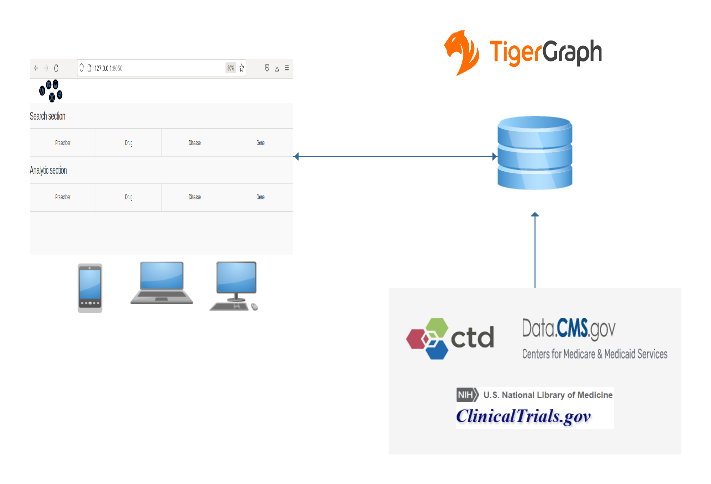 TigerGraph
127.0.0.1:8050
Search section
Prescriber Drug Disease Gene
Analytic section
Prescriber Drug Disease Gene
ctd
Data.CMS.gov
Centers for Medicare & Medicaid Services
NIH U.S. National Library of Medicine
ClinicalTrials.gov